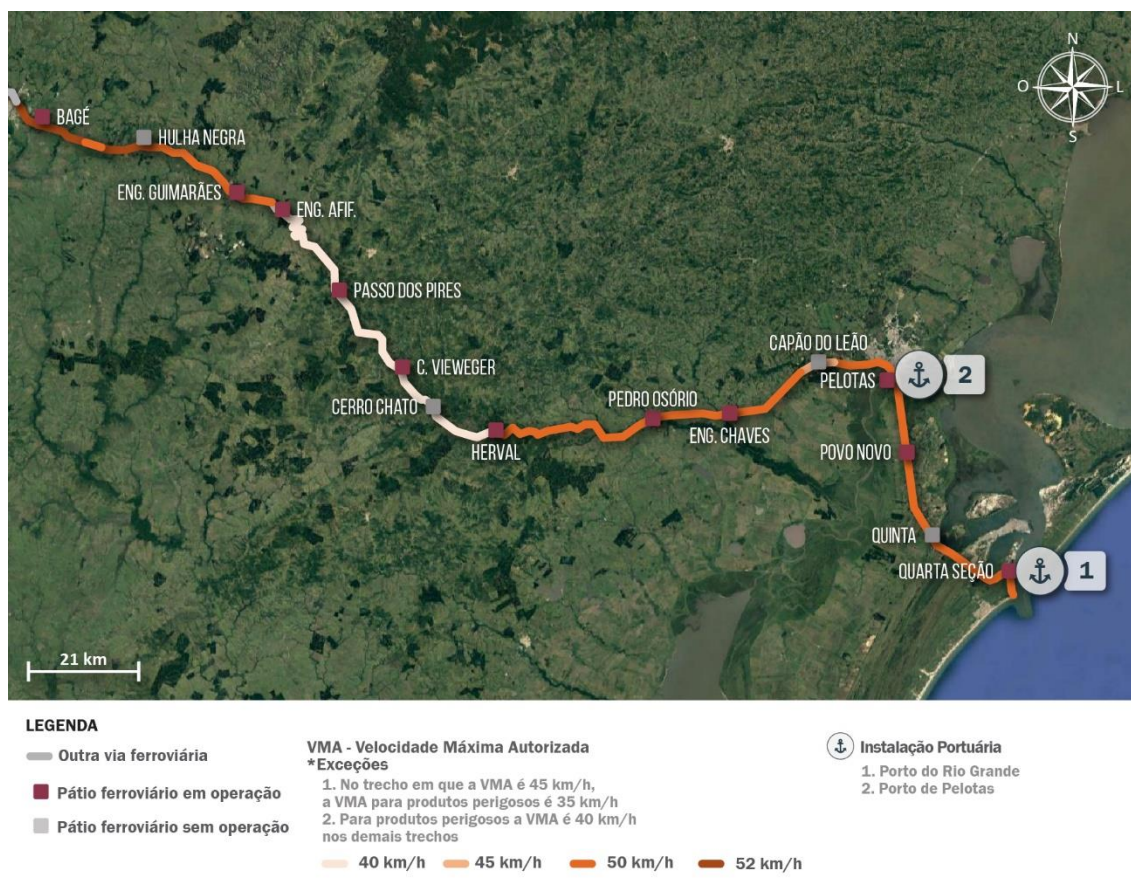 N
O
L
S
BAGÉ
HULHA NEGRA
ENG. GUIMARÃES
ENG. AFIF.
PASSO DOS PIRES
C. VIEWEGER
CERRO CHATO
HERVAL
PEDRO OSÓRIO
ENG. CHAVES
CAPÃO DO LEÃO
PELOTAS
2
POVO NOVO
QUINTA
QUARTA SEÇÃO
1
21 km
LEGENDA
Outra via ferroviária
Pátio ferroviário em operação
Pátio ferroviário sem operação
VMA - Velocidade Máxima Autorizada
*Exceções
1. No trecho em que a VMA é 45 km/h,
a VMA para produtos perigosos é 35 km/h
2. Para produtos perigosos a VMA é 40 km/h
nos demais trechos
40 km/h 45 km/h 50 km/h 52 km/h
Instalação Portuária
1. Porto do Rio Grande
2. Porto de Pelotas